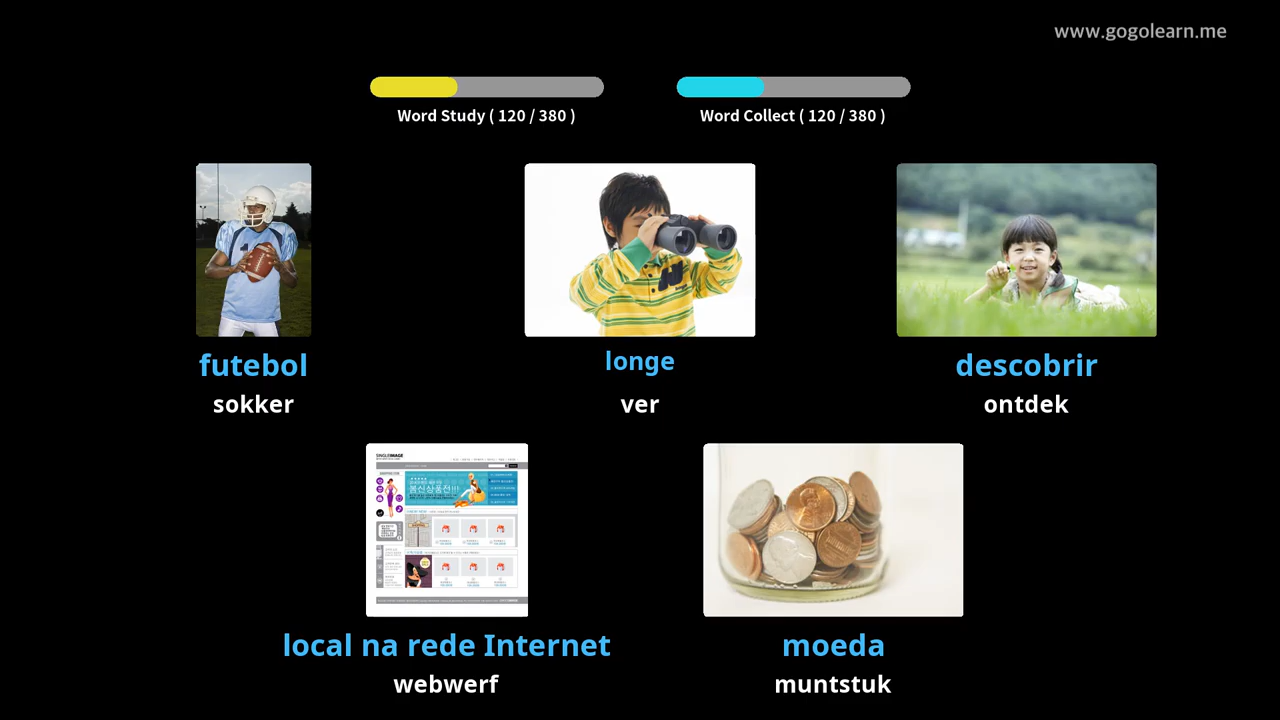 www.gogolearn.me
Word Study ( 120 / 380 )
Word Collect ( 120 / 380 )
futebol
sokker
longe
ver
descobrir
ontdek
local na rede Internet
webwerf
moeda
muntstuk